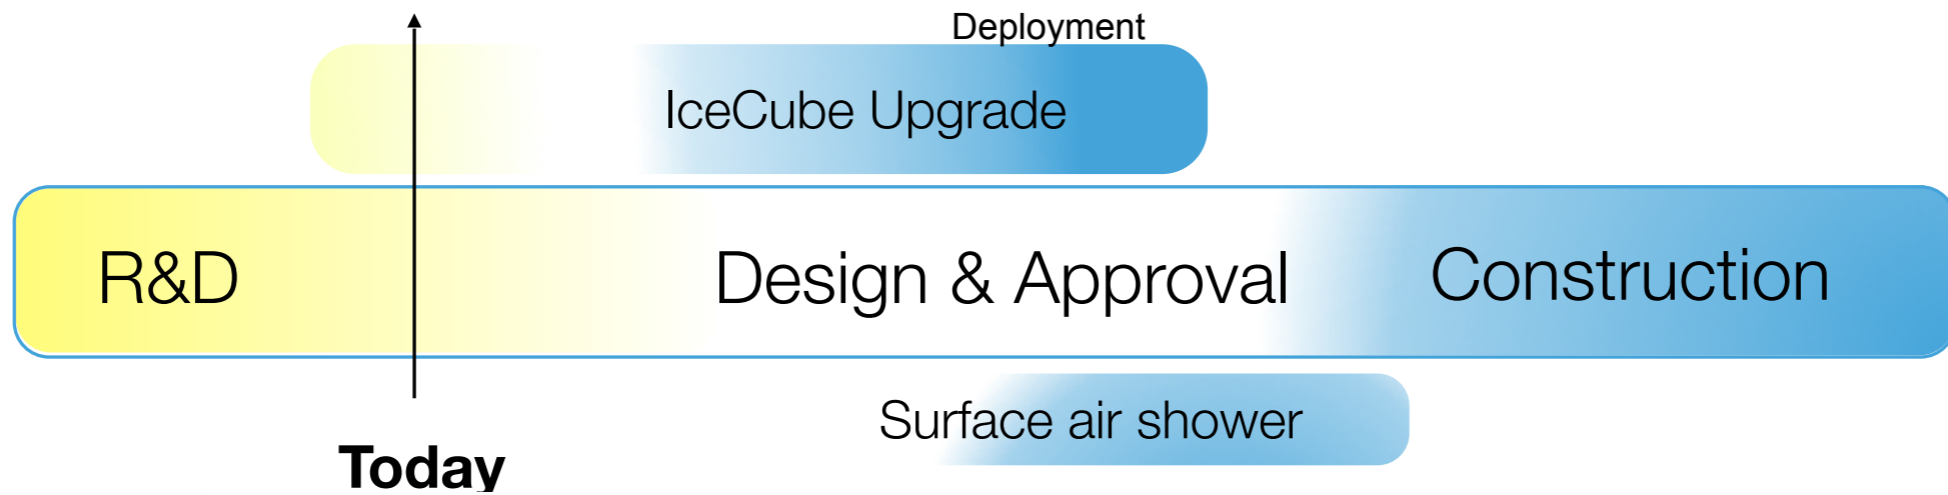 Deployment
IceCube Upgrade
R&D
Design & Approval
Construction
Surface air shower
Today